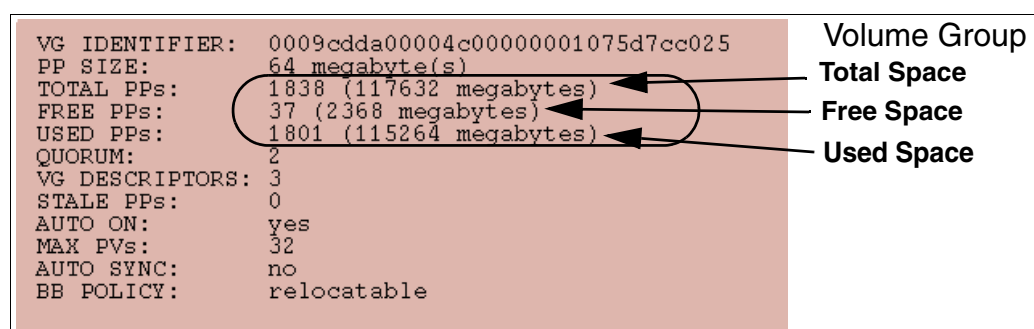 VG IDENTIFIER: 0009cdda00004c00000001075d7cc025
PP SIZE: 64 megabyte(s)
TOTAL PPs: 1838 (117632 megabytes)
FREE PPs: 37 (2368 megabytes)
USED PPs: 1801 (115264 megabytes)
QUORUM: 2
VG DESCRIPTORS: 3
STALE PPs: 0
AUTO ON: yes
MAX PVs: 32
AUTO SYNC: no
BB POLICY: relocatable
Volume Group
Total Space
Free Space
Used Space